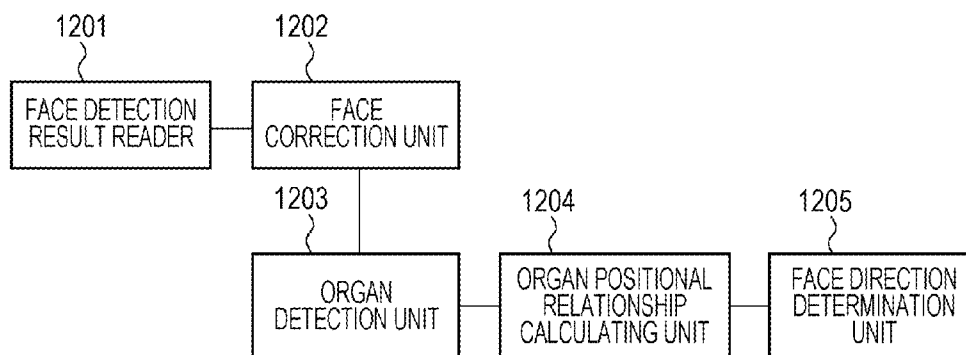 1201
1202
FACE DETECTION
RESULT READER
FACE
CORRECTION UNIT
1203
1204
1205
ORGAN
DETECTION UNIT
ORGAN POSITIONAL
RELATIONSHIP
CALCULATING UNIT
FACE DIRECTION
DETERMINATION
UNIT